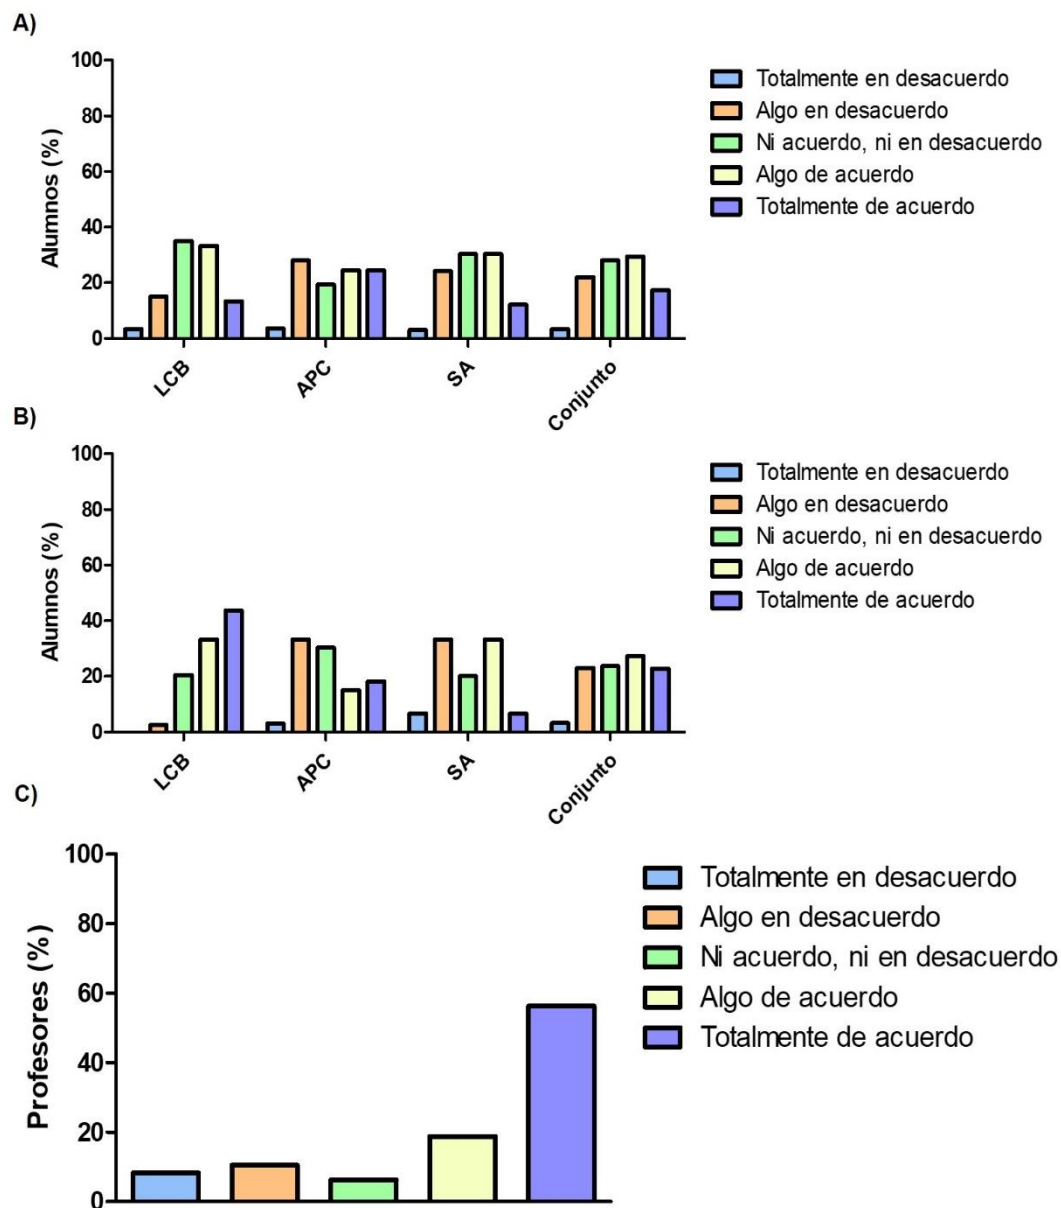 A)
100
80
60
40
20
0
Alumnos (%)
LCB
APC
SA
Conjunto
Totalmente en desacuerdo
Algo en desacuerdo
Ni acuerdo, ni en desacuerdo
Algo de acuerdo
Totalmente de acuerdo
B)
100
80
60
40
20
0
Alumnos (%)
LCB
APC
SA
Conjunto
Totalmente en desacuerdo
Algo en desacuerdo
Ni acuerdo, ni en desacuerdo
Algo de acuerdo
Totalmente de acuerdo
C)
100
80
60
40
20
0
Profesores (%)
Totalmente en desacuerdo
Algo en desacuerdo
Ni acuerdo, ni en desacuerdo
Algo de acuerdo
Totalmente de acuerdo